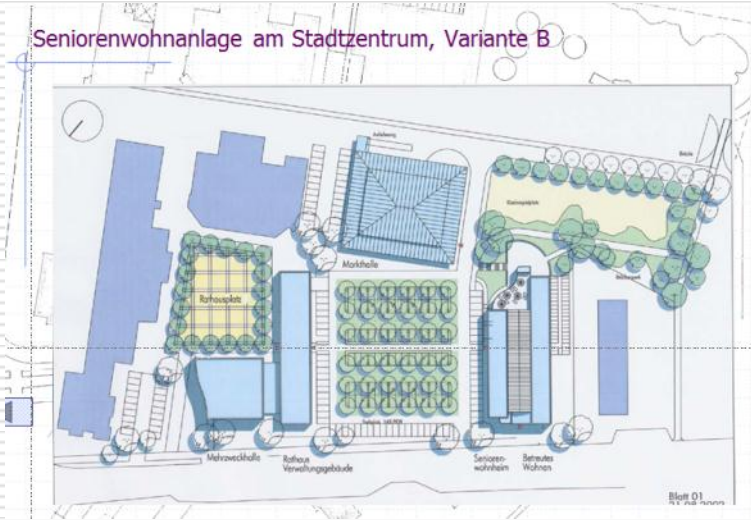 Seniorenwohnanlage am Stadtzentrum, Variante B
Markthalle
Rathausplatz
Mehrzweckhalle
Rathaus
Verwaltungsgebäude
Senioren-
wohnheim
Betreutes
Wohnen
Blatt 01